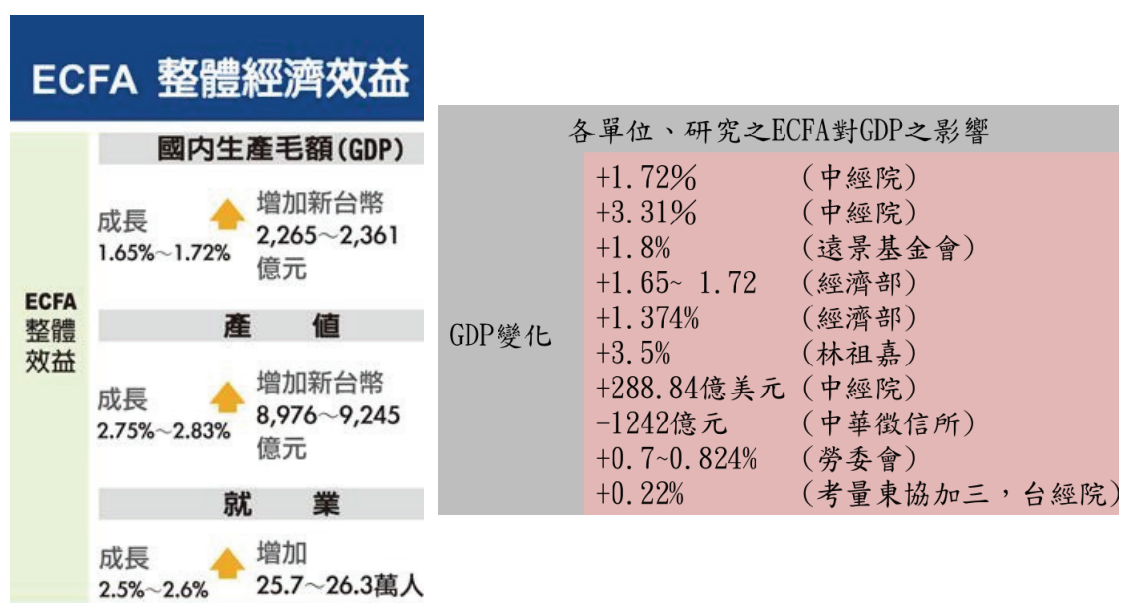 ECFA 整體經濟效益
國內生產毛額(GDP)
成長
1.65%～1.72%
增加新台幣
2,265～2,361
億元
ECFA
整體
效益
產 值
成長
2.75%～2.83%
增加新台幣
8,976～9,245
億元
就 業
成長
2.5%～2.6%
增加
25.7～26.3萬人
各單位、研究之ECFA對GDP之影響
GDP變化
+1.72% (中經院)
+3.31% (中經院)
+1.8% (遠景基金會)
+1.65~ 1.72 (經濟部)
+1.374% (經濟部)
+3.5% (林祖嘉)
+288.84億美元 (中經院)
-1242億元 (中華徵信所)
+0.7~0.824% (勞委會)
+0.22% (考量東協加三，台經院)